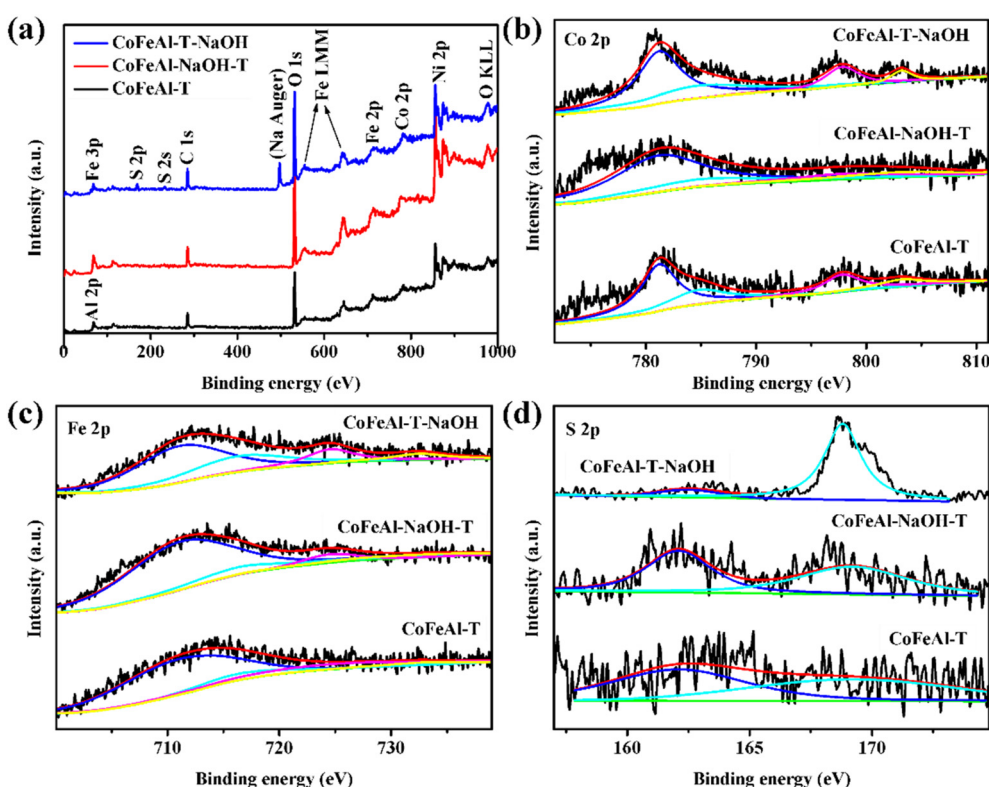 (a)
CoFeAl-T-NaOH
CoFeAl-NaOH-T
CoFeAl-T
Fe 3p
S 2p
S 2s
C 1s
(Na Auger)
O 1s
Fe LMM
Fe 2p
Co 2p
Ni 2p
O KLL
Al 2p
Intensity (a.u.)
0 200 400 600 800 1000
Binding energy (eV)
(b)
Co 2p
CoFeAl-T-NaOH
CoFeAl-NaOH-T
CoFeAl-T
Intensity (a.u.)
780 790 800 810
Binding energy (eV)
(c)
Fe 2p
CoFeAl-T-NaOH
CoFeAl-NaOH-T
CoFeAl-T
Intensity (a.u.)
710 720 730
Binding energy (eV)
(d)
S 2p
CoFeAl-T-NaOH
CoFeAl-NaOH-T
CoFeAl-T
Intensity (a.u.)
160 165 170
Binding energy (eV)